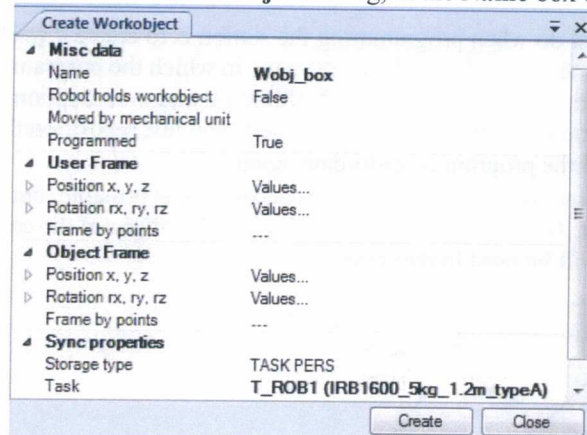 Create Workobject
Misc data
Name Wobj_box
Robot holds workobject False
Moved by mechanical unit
Programmed True
User Frame
Position x, y, z Values...
Rotation rx, ry, rz Values...
Frame by points ---
Object Frame
Position x, y, z Values...
Rotation rx, ry, rz Values...
Frame by points ---
Sync properties
Storage type TASK PERS
Task T_ROB1 (IRB1600_5kg_1.2m_typeA)
Create Close